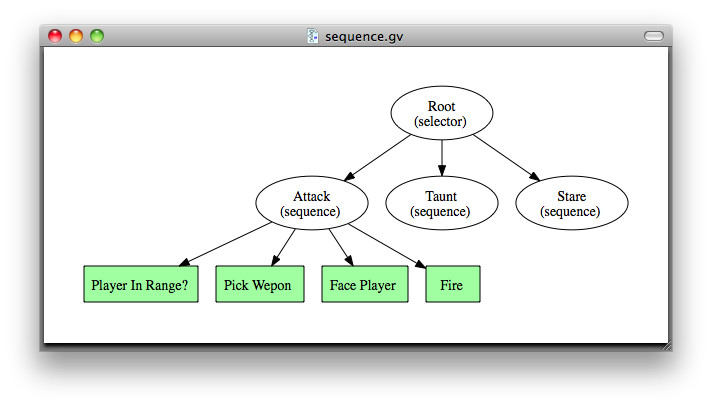 sequence.gv
Root
(selector)
Attack
(sequence)
Taunt
(sequence)
Stare
(sequence)
Player In Range?
Pick Wepon
Face Player
Fire